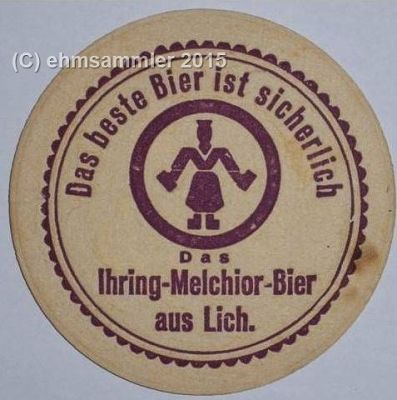 (C) ehmsammler 2015
Das beste Bier ist sicherlich
Das
Ihring-Melchior-Bier
aus Lich.